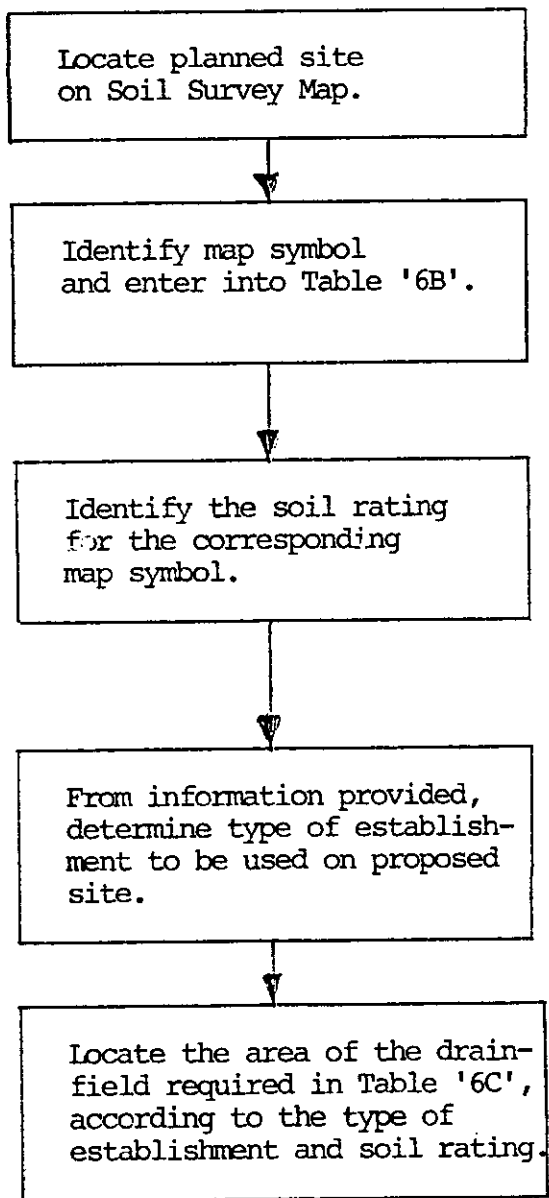 Locate planned site
on Soil Survey Map.
Identify map symbol
and enter into Table '6B'.
Identify the soil rating
for the corresponding
map symbol.
From information provided,
determine type of establish-
ment to be used on proposed
site.
Locate the area of the drain-
field required in Table '6C',
according to the type of
establishment and soil rating.